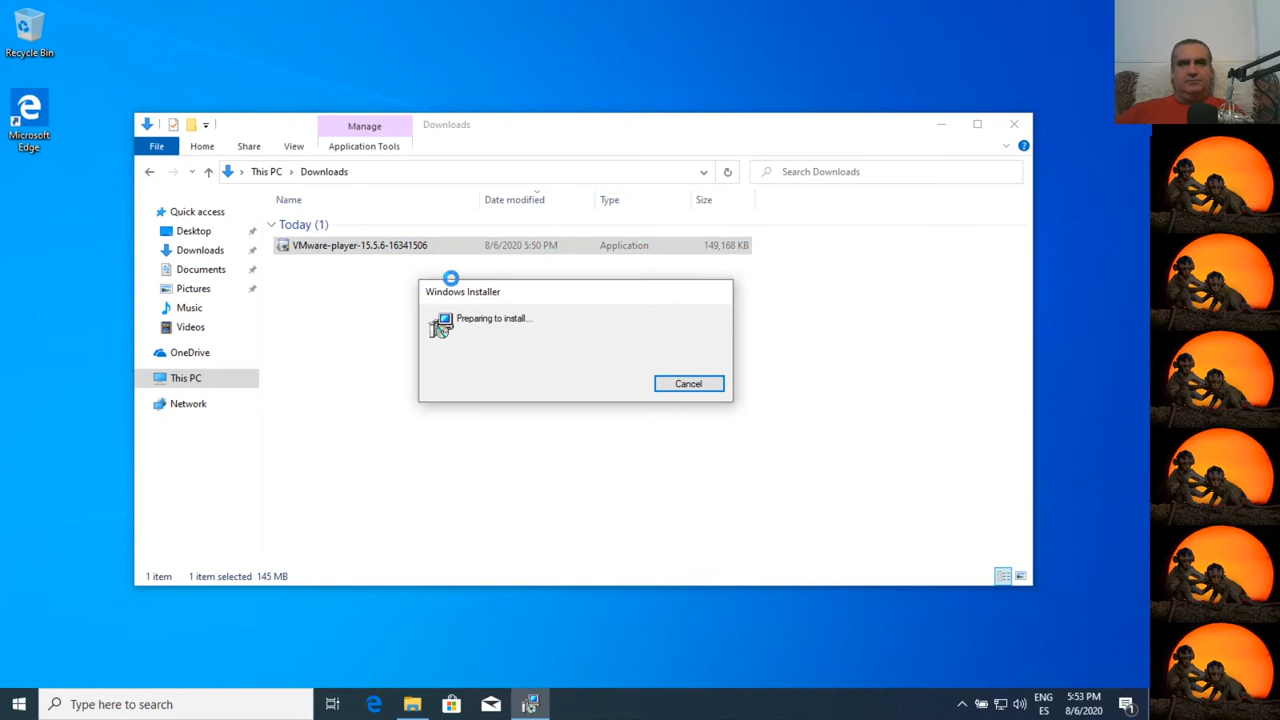 Recycle Bin
Microsoft
Edge
Manage
Downloads
File
Home
Share
View
Application Tools
This PC
Downloads
Search Downloads
Name
Date modified
Type
Size
Quick access
Desktop
Downloads
Documents
Pictures
Music
Videos
OneDrive
This PC
Network
Today (1)
VMware-player-15.5.6-16341506
8/6/2020 5:50 PM
Application
149,168 KB
Windows Installer
Preparing to install...
Cancel
1 item
1 item selected 145 MB
Type here to search
ENG
ES
5:53 PM
8/6/2020
1